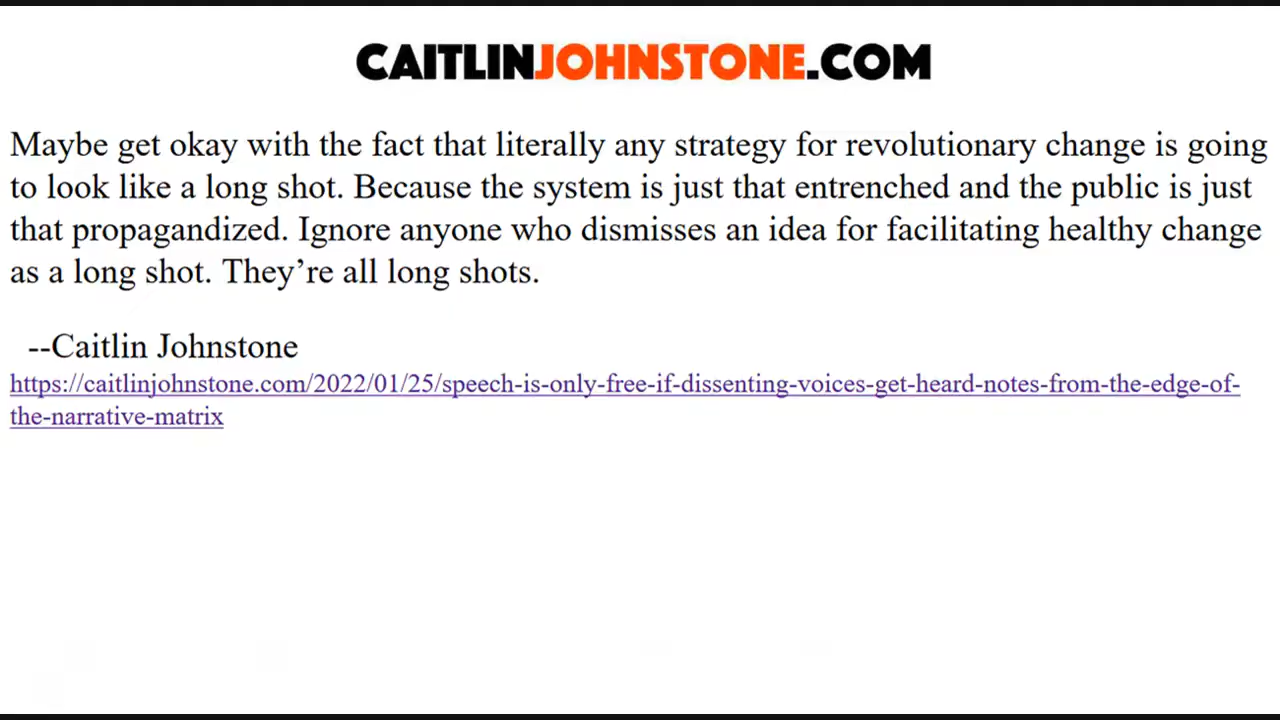 CAITLINJOHNSTONE.COM
Maybe get okay with the fact that literally any strategy for revolutionary change is going
to look like a long shot. Because the system is just that entrenched and the public is just
that propagandized. Ignore anyone who dismisses an idea for facilitating healthy change
as a long shot. They’re all long shots.
--Caitlin Johnstone
https://caitlinjohnstone.com/2022/01/25/speech-is-only-free-if-dissenting-voices-get-heard-notes-from-the-edge-of-
the-narrative-matrix